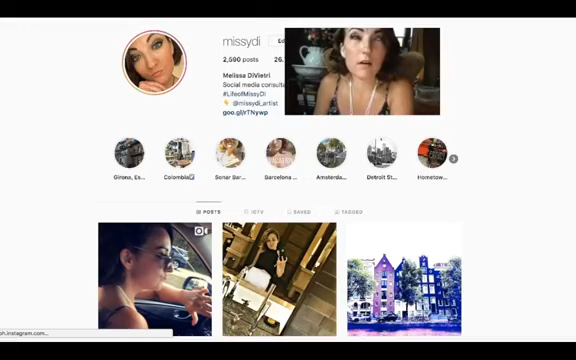 missydi
2,590 posts
Melissa DiVietri
Social media consulta
#LifeofMissyDI
@missydi_artist
goo.gl/rTNywp
Girona, Es...
Colombia
Sonar Bar...
Barcelona ...
Amsterda...
Detroit St...
Hometow...
POSTS
IGTV
SAVED
TAGGED
ph.instagram.com...